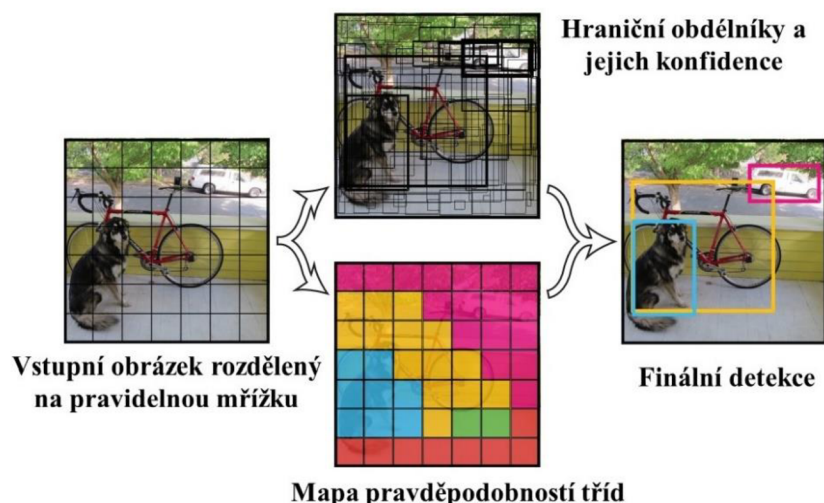 Hraniční obdélníky a
jejich konfidence
Vstupní obrázek rozdělený
na pravidelnou mřížku
Finální detekce
Mapa pravděpodobností tříd